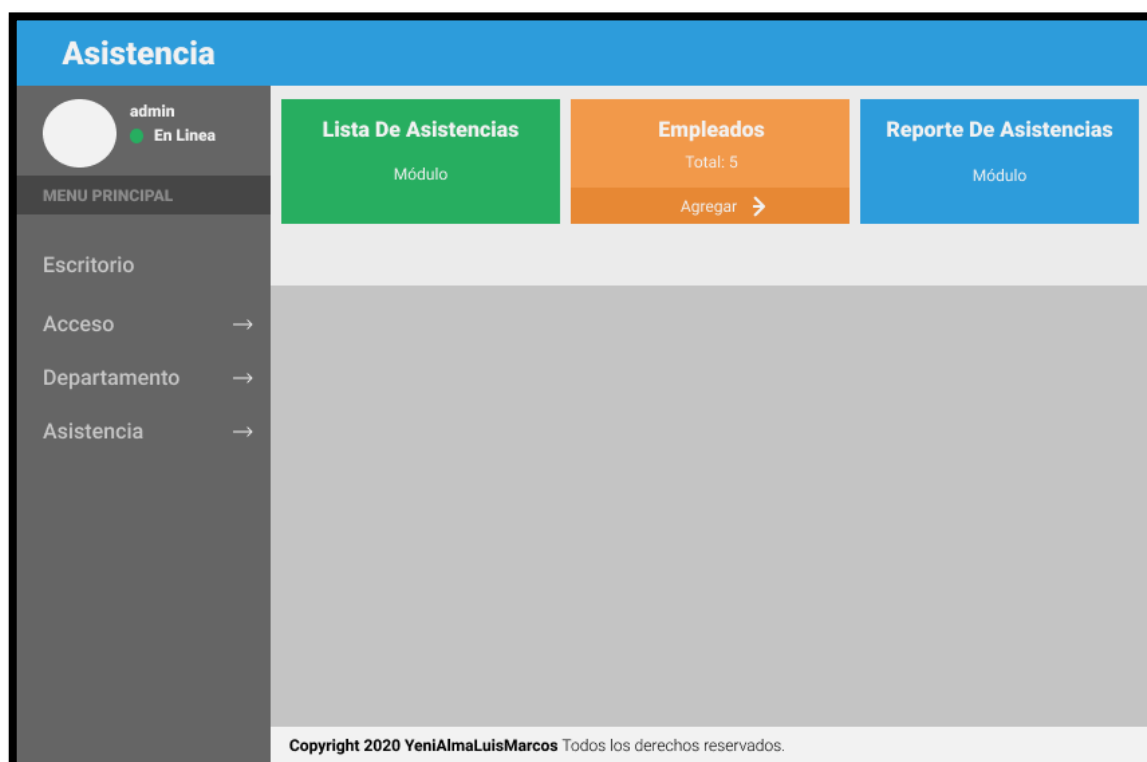 Asistencia
admin
En Linea
MENU PRINCIPAL
Escritorio
Acceso
Departamento
Asistencia
Lista De Asistencias
Módulo
Empleados
Total: 5
Agregar
Reporte De Asistencias
Módulo
Copyright 2020 YeniAlmaLuisMarcos Todos los derechos reservados.